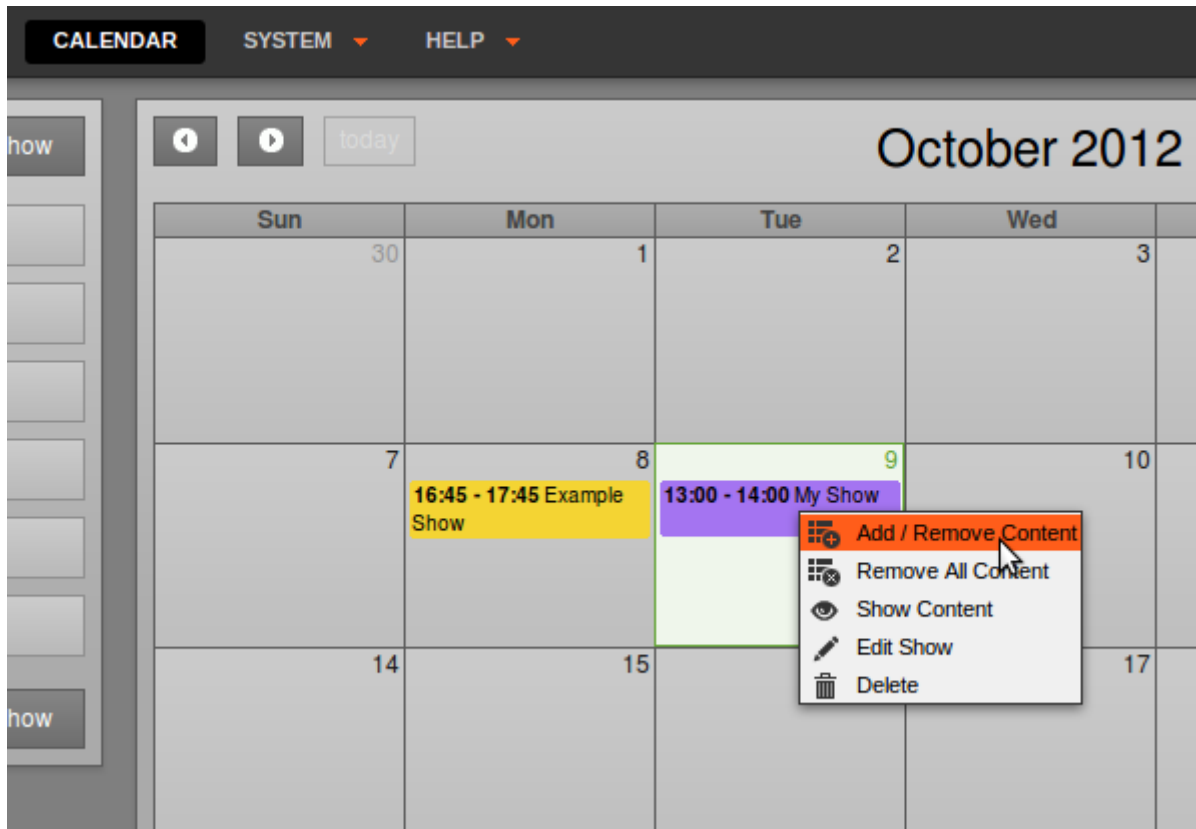 CALENDAR SYSTEM HELP
how
today
October 2012
Sun Mon Tue Wed
30 1 2 3
7 8 9 10
16:45 - 17:45 Example
Show
13:00 - 14:00 My Show
Add / Remove Content
Remove All Content
Show Content
Edit Show
Delete
14 15 17
how